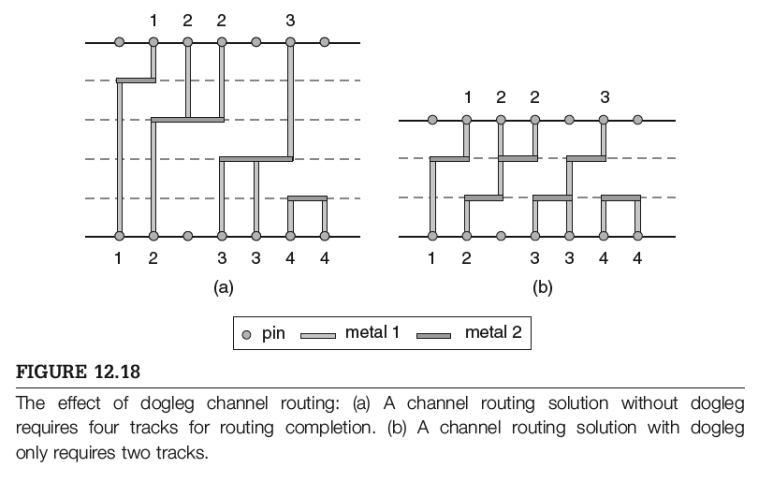 1 2 2 3
1 2 2 3
1 2 3 3 4 4
1 2 3 3 4 4
(a)
(b)
pin metal 1 metal 2
FIGURE 12.18
The effect of dogleg channel routing: (a) A channel routing solution without dogleg
requires four tracks for routing completion. (b) A channel routing solution with dogleg
only requires two tracks.